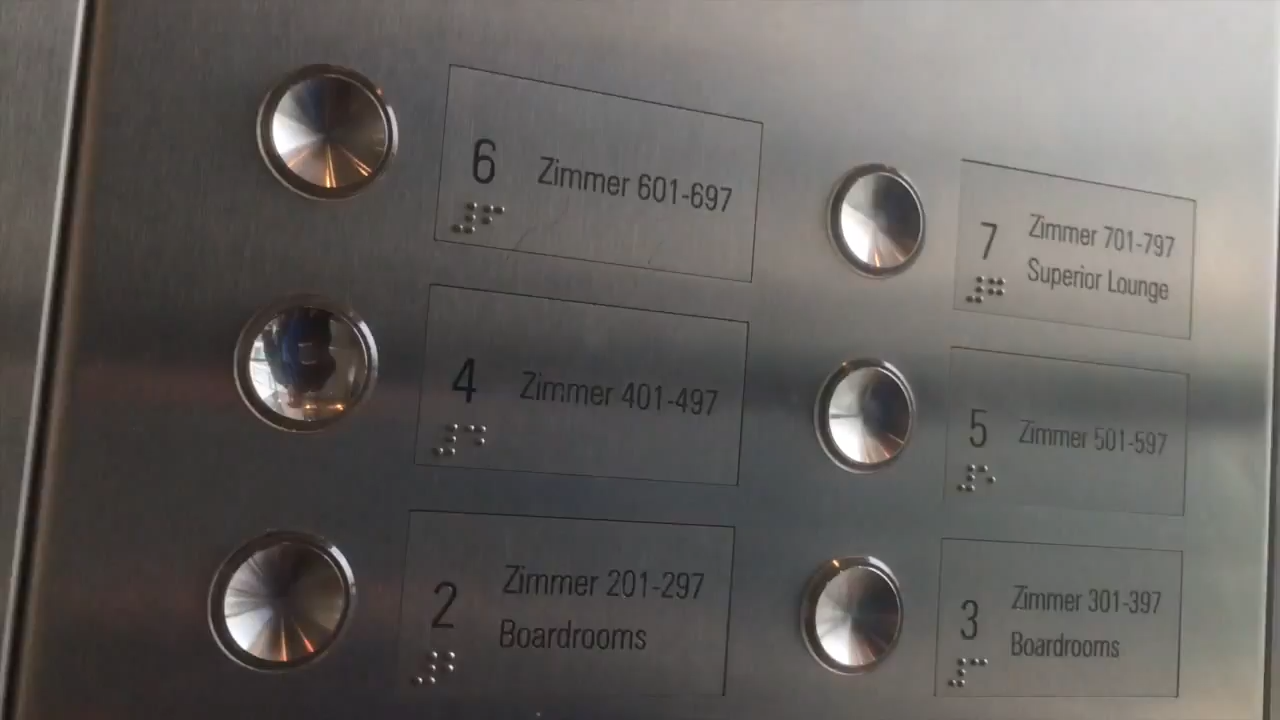 6 Zimmer 601-697
7 Zimmer 701-797
Superior Lounge
4 Zimmer 401-497
5 Zimmer 501-597
2 Zimmer 201-297
Boardrooms
3 Zimmer 301-397
Boardrooms